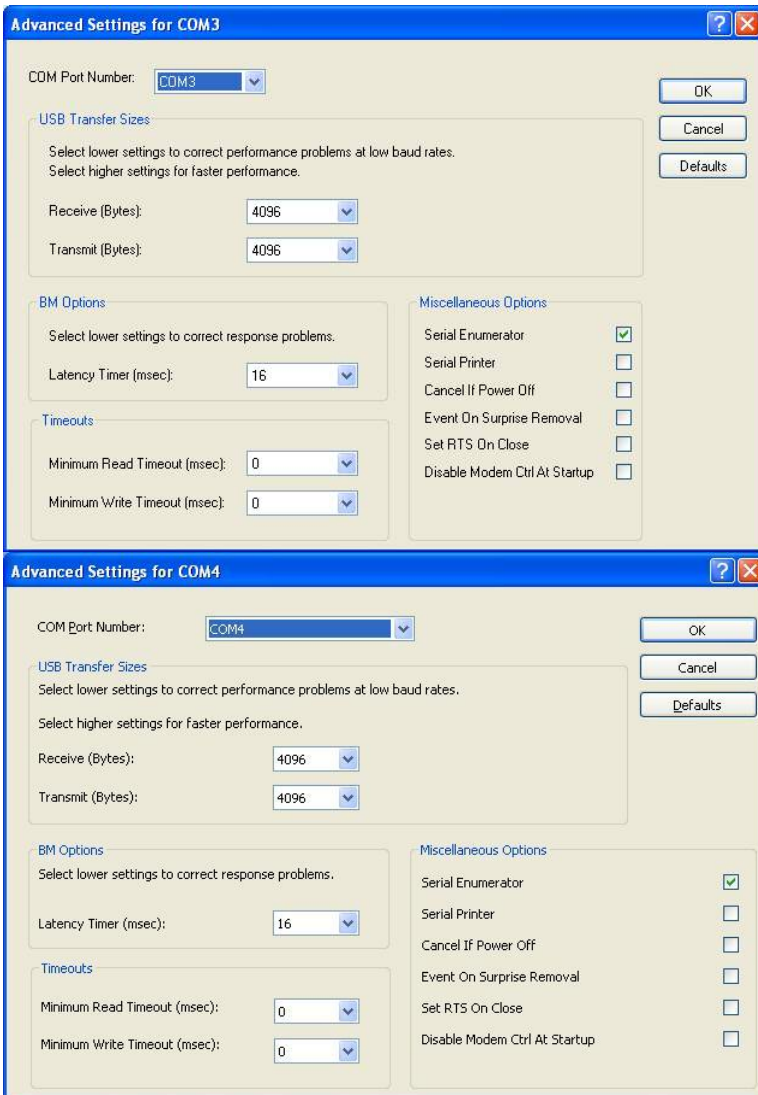 Advanced Settings for COM3
COM Port Number: COM3
OK
USB Transfer Sizes
Cancel
Select lower settings to correct performance problems at low baud rates.
Select higher settings for faster performance.
Defaults
Receive (Bytes): 4096
Transmit (Bytes): 4096
BM Options
Select lower settings to correct response problems.
Latency Timer (msec): 16
Miscellaneous Options
Serial Enumerator
Serial Printer
Cancel If Power Off
Event On Surprise Removal
Set RTS On Close
Disable Modem Ctrl At Startup
Timeouts
Minimum Read Timeout (msec): 0
Minimum Write Timeout (msec): 0
Advanced Settings for COM4
COM Port Number: COM4
OK
USB Transfer Sizes
Cancel
Select lower settings to correct performance problems at low baud rates.
Defaults
Select higher settings for faster performance.
Receive (Bytes): 4096
Transmit (Bytes): 4096
BM Options
Select lower settings to correct response problems.
Latency Timer (msec): 16
Miscellaneous Options
Serial Enumerator
Serial Printer
Cancel If Power Off
Event On Surprise Removal
Set RTS On Close
Disable Modem Ctrl At Startup
Timeouts
Minimum Read Timeout (msec): 0
Minimum Write Timeout (msec): 0